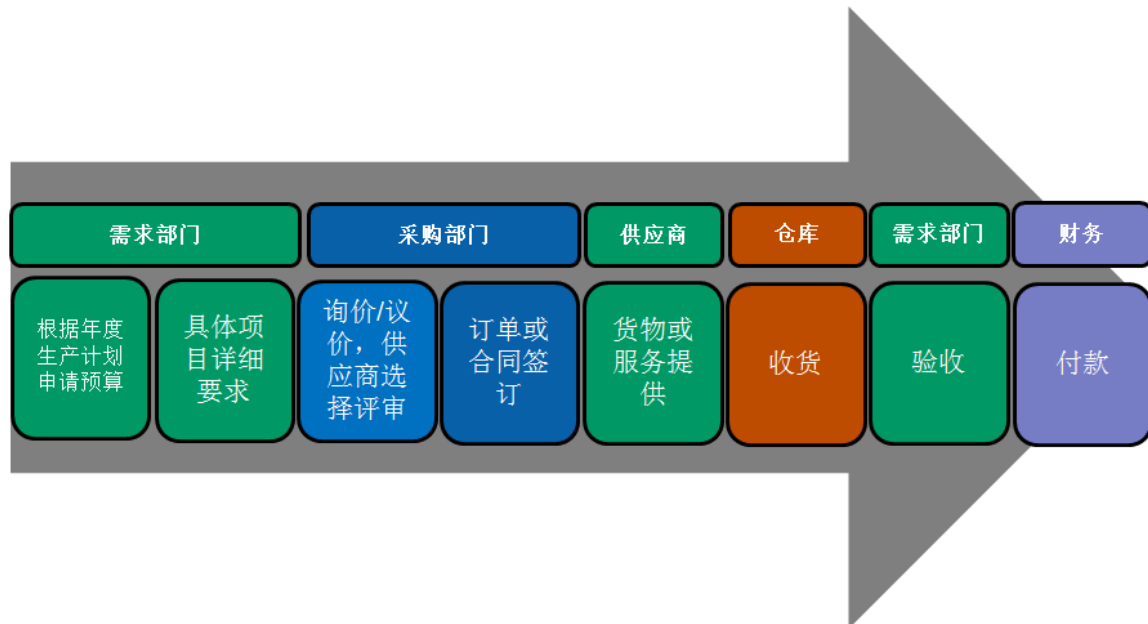 需求部门
采购部门
供应商
仓库
需求部门
财务
根据年度
生产计划
申请预算
具体项
目详细
要求
询价/议
价，供
应商选
择评审
订单或
合同签
订
货物或
服务提
供
收货
验收
付款